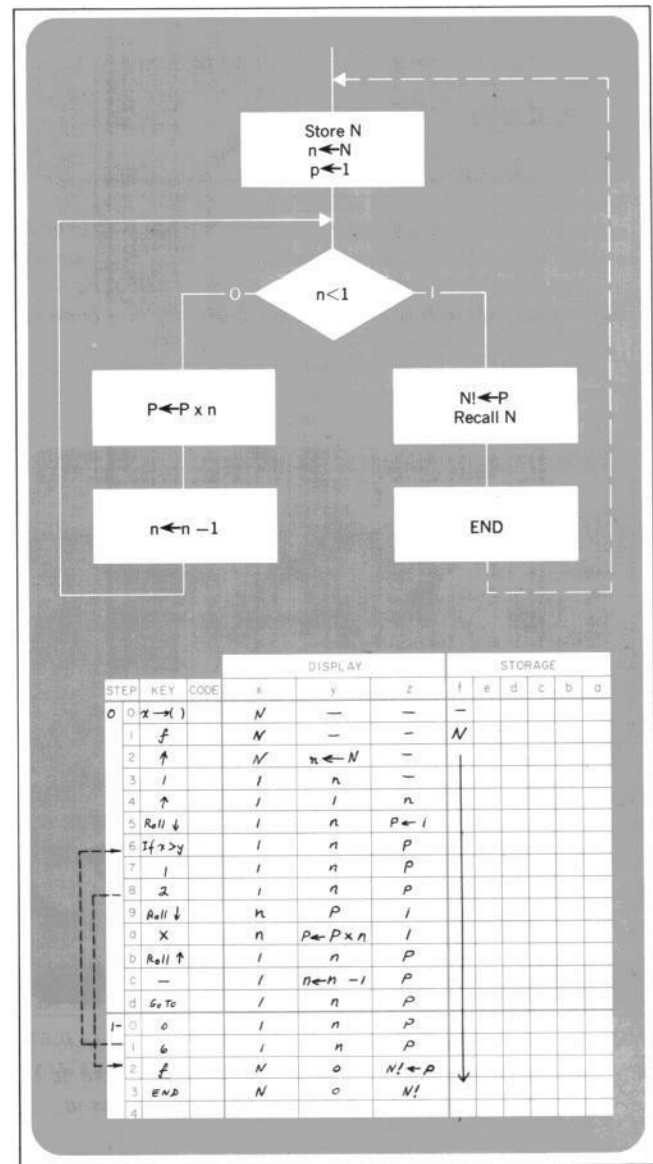 Store N
n←N
p←1
n<1
0
1
P←P x n
N!←P
Recall N
n←n −1
END
DISPLAY STORAGE
STEP KEY CODE x y z f e d c b a
0 0 x→( ) N — — —
1 f N — — N
2 ↑ N n←N —
3 1 1 n —
4 ↑ 1 1 n
5 Roll ↓ 1 n P←1
6 If x>y 1 n P
7 1 1 n P
8 2 1 n P
9 Roll ↓ n P 1
a X n P←P×n 1
b Roll ↑ 1 n P
c — 1 n←n −1 P
d Go To 1 n P
1- 0 0 1 n P
1 6 1 n P
2 f N 0 N!←P
3 END N 0 N!
4